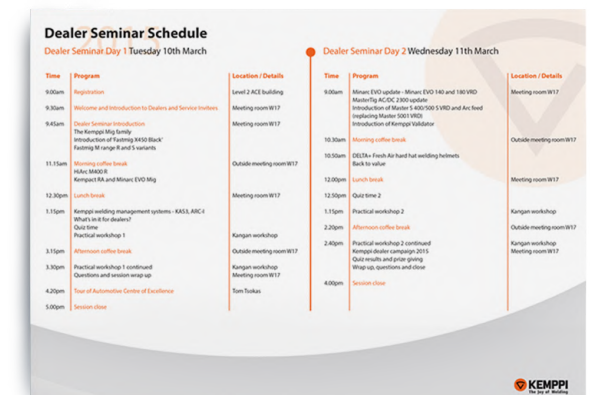 2015
Dealer Seminar Schedule
Dealer Seminar Day 1 Tuesday 10th March
Time Program Location / Details
9.00am Registration Level 2 ACE building
9.30am Welcome and Introduction to Dealers and Service Invitees Meeting room W17
9.45am Dealer Seminar Introduction Meeting room W17
The Kemppi Mig family
Introduction of 'Fastmig X450 Black'
Fastmig M range R and S variants
11.15am Morning coffee break Outside meeting room W17
HiArc M400 R
Kempact RA and Minarc EVO Mig
12.30pm Lunch break Meeting room W17
1.15pm Kemppi welding management systems - KAS3, ARC-I
What's in it for dealers?
Quiz time
Practical workshop 1 Kangan workshop
3.15pm Afternoon coffee break Outside meeting room W17
3.30pm Practical workshop 1 continued Kangan workshop
Questions and session wrap up Meeting room W17
4.20pm Tour of Automotive Centre of Excellence Tom Tsokas
5.00pm Session close
Dealer Seminar Day 2 Wednesday 11th March
Time Program Location / Details
9.00am Minarc EVO update - Minarc EVO 140 and 180 VRD Meeting room W17
MasterTig AC/DC 2300 update
Introduction of Master S 400/500 S VRD and Arc feed
(replacing Master 5001 VRD)
Introduction of Kemppi Validator
10.30am Morning coffee break Outside meeting room W17
10.50am DELTA+ Fresh Air hard hat welding helmets
Back to value
12.00pm Lunch break Meeting room W17
12.50pm Quiz time 2
1.15pm Practical workshop 2 Kangan workshop
2.20pm Afternoon coffee break Outside meeting room W17
2.40pm Practical workshop 2 continued Kangan workshop
Kemppi dealer campaign 2015 Meeting room W17
Quiz results and prize giving
Wrap up, questions and close
4.00pm Session close
KEMPPI
The Joy of Welding